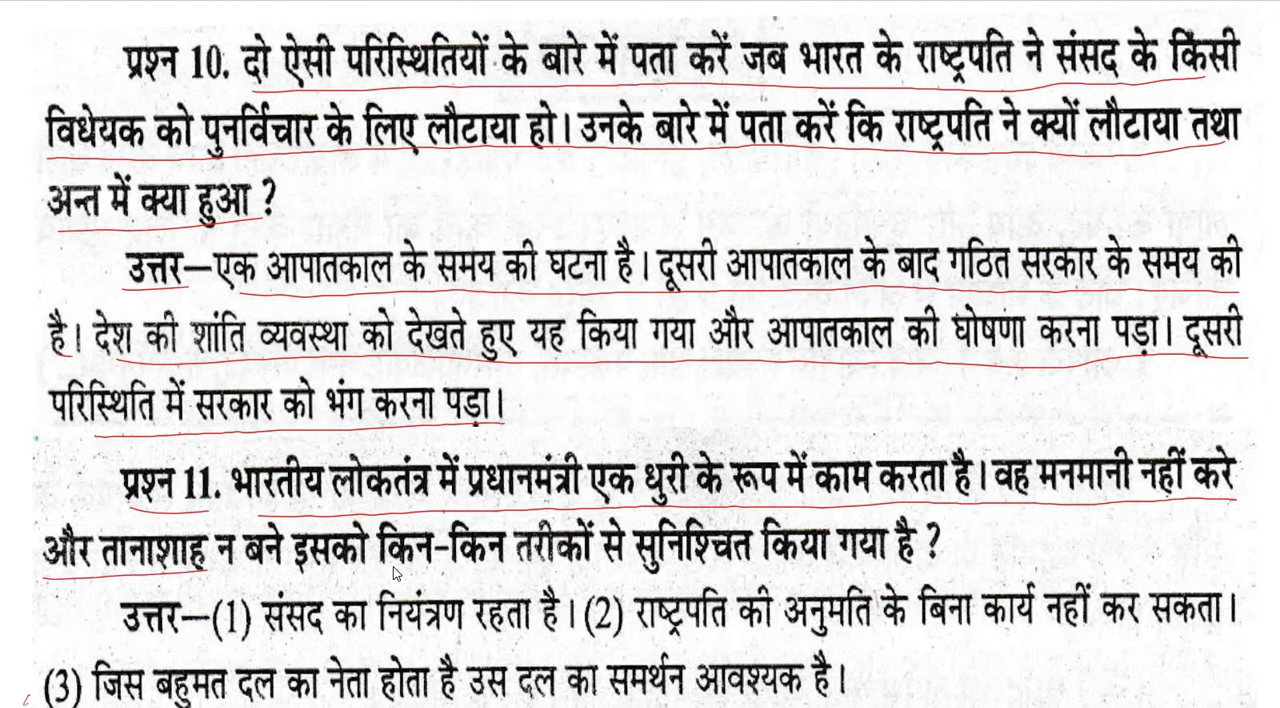 प्रश्न 10. दो ऐसी परिस्थितियों के बारे में पता करें जब भारत के राष्ट्रपति ने संसद के किसी
विधेयक को पुनर्विचार के लिए लौटाया हो। उनके बारे में पता करें कि राष्ट्रपति ने क्यों लौटाया तथा
अन्त में क्या हुआ ?
उत्तर—एक आपातकाल के समय की घटना है। दूसरी आपातकाल के बाद गठित सरकार के समय की
है। देश की शांति व्यवस्था को देखते हुए यह किया गया और आपातकाल की घोषणा करना पड़ा। दूसरी
परिस्थिति में सरकार को भंग करना पड़ा।
प्रश्न 11. भारतीय लोकतंत्र में प्रधानमंत्री एक धुरी के रूप में काम करता है। वह मनमानी नहीं करे
और तानाशाह न बने इसको किन-किन तरीकों से सुनिश्चित किया गया है ?
उत्तर—(1) संसद का नियंत्रण रहता है। (2) राष्ट्रपति की अनुमति के बिना कार्य नहीं कर सकता।
(3) जिस बहुमत दल का नेता होता है उस दल का समर्थन आवश्यक है।